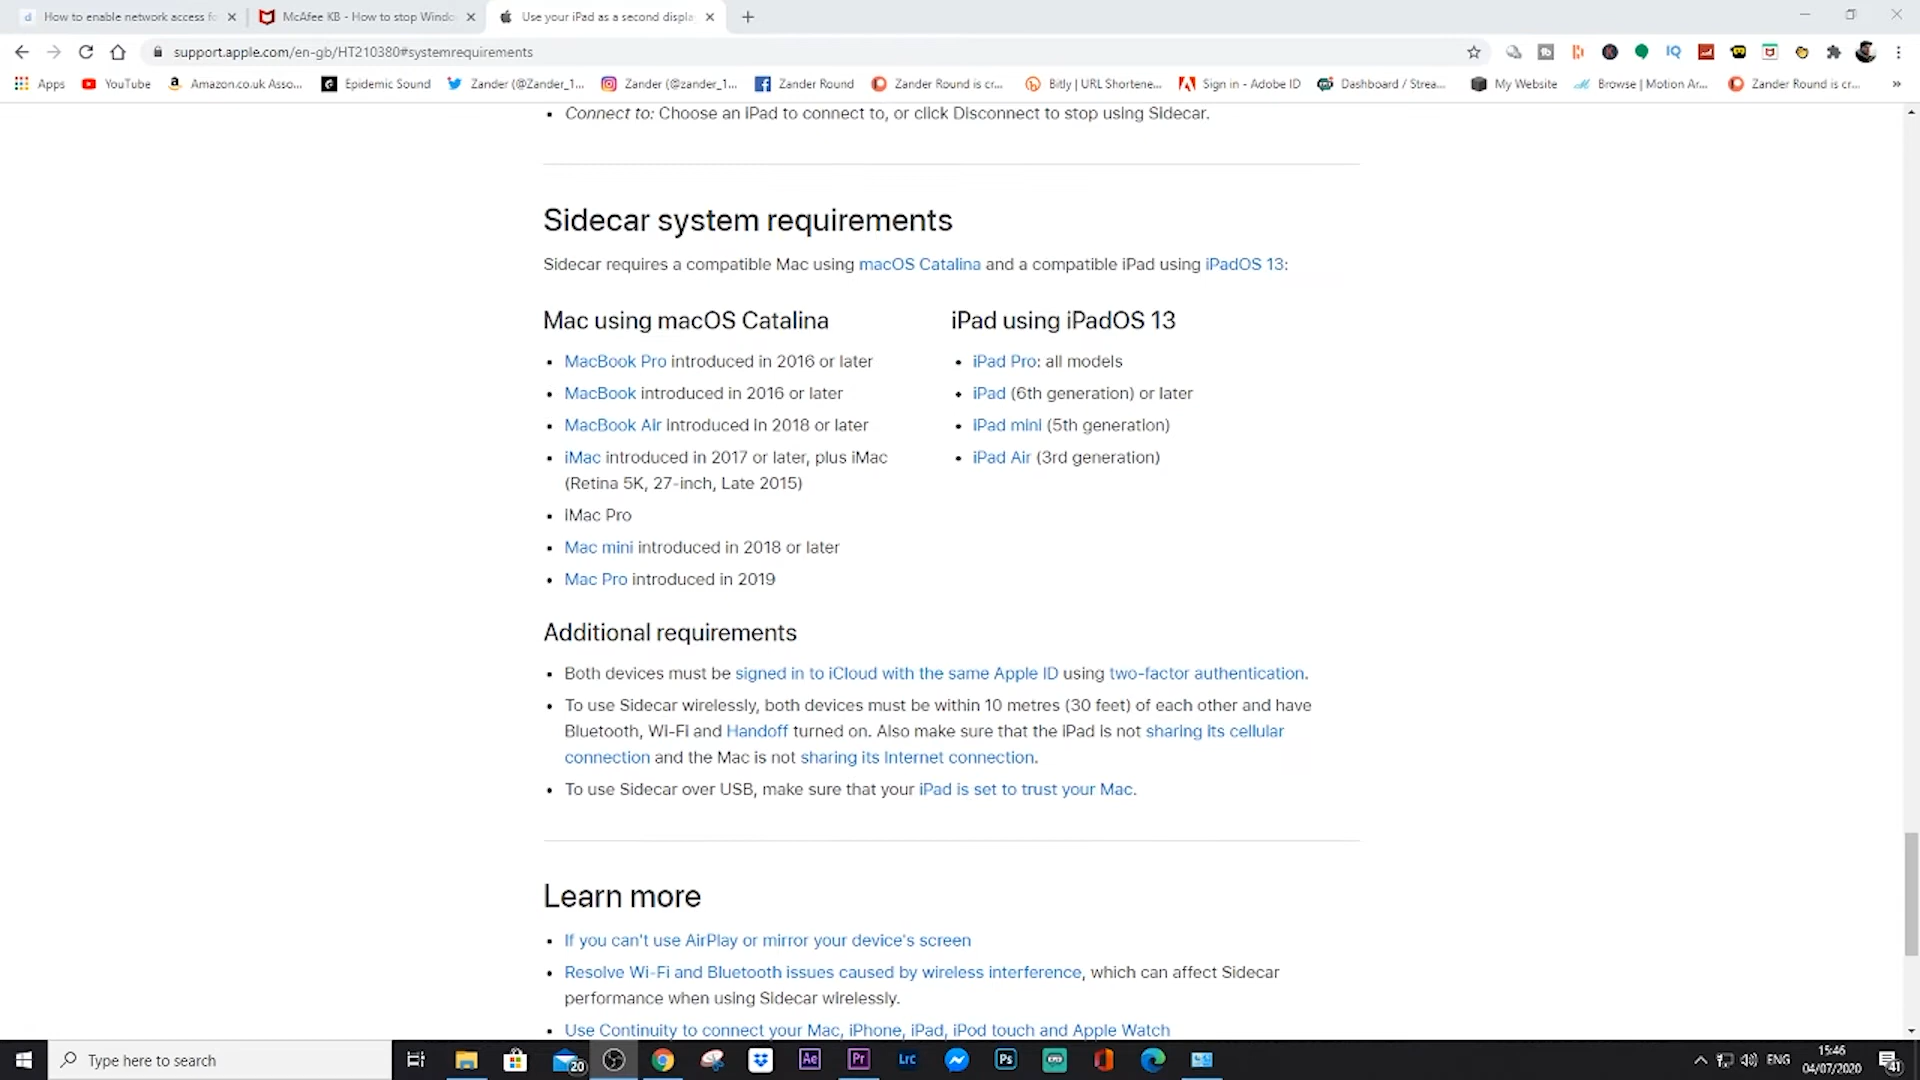 How to enable network access fo
McAfee KB - How to stop Windo
Use your iPad as a second displa
support.apple.com/en-gb/HT210380#systemrequirements
Apps
YouTube
Amazon.co.uk Asso...
Epidemic Sound
Zander (@Zander_1...
Zander (@zander_1...
Zander Round
Zander Round is cr...
Bitly | URL Shortene...
Sign in - Adobe ID
Dashboard / Strea...
My Website
Browse | Motion Ar...
Zander Round is cr...
Connect to: Choose an iPad to connect to, or click Disconnect to stop using Sidecar.
Sidecar system requirements
Sidecar requires a compatible Mac using macOS Catalina and a compatible iPad using iPadOS 13:
Mac using macOS Catalina
MacBook Pro introduced in 2016 or later
MacBook introduced in 2016 or later
MacBook Air introduced in 2018 or later
iMac introduced in 2017 or later, plus iMac
(Retina 5K, 27-inch, Late 2015)
iMac Pro
Mac mini introduced in 2018 or later
Mac Pro introduced in 2019
iPad using iPadOS 13
iPad Pro: all models
iPad (6th generation) or later
iPad mini (5th generation)
iPad Air (3rd generation)
Additional requirements
Both devices must be signed in to iCloud with the same Apple ID using two-factor authentication.
To use Sidecar wirelessly, both devices must be within 10 metres (30 feet) of each other and have
Bluetooth, Wi-Fi and Handoff turned on. Also make sure that the iPad is not sharing its cellular
connection and the Mac is not sharing its Internet connection.
To use Sidecar over USB, make sure that your iPad is set to trust your Mac.
Learn more
If you can't use AirPlay or mirror your device's screen
Resolve Wi-Fi and Bluetooth issues caused by wireless interference, which can affect Sidecar
performance when using Sidecar wirelessly.
Use Continuity to connect your Mac, iPhone, iPad, iPod touch and Apple Watch
Type here to search
20
Ae
Pr
Lrc
Ps
ENG
15:46
04/07/2020
41